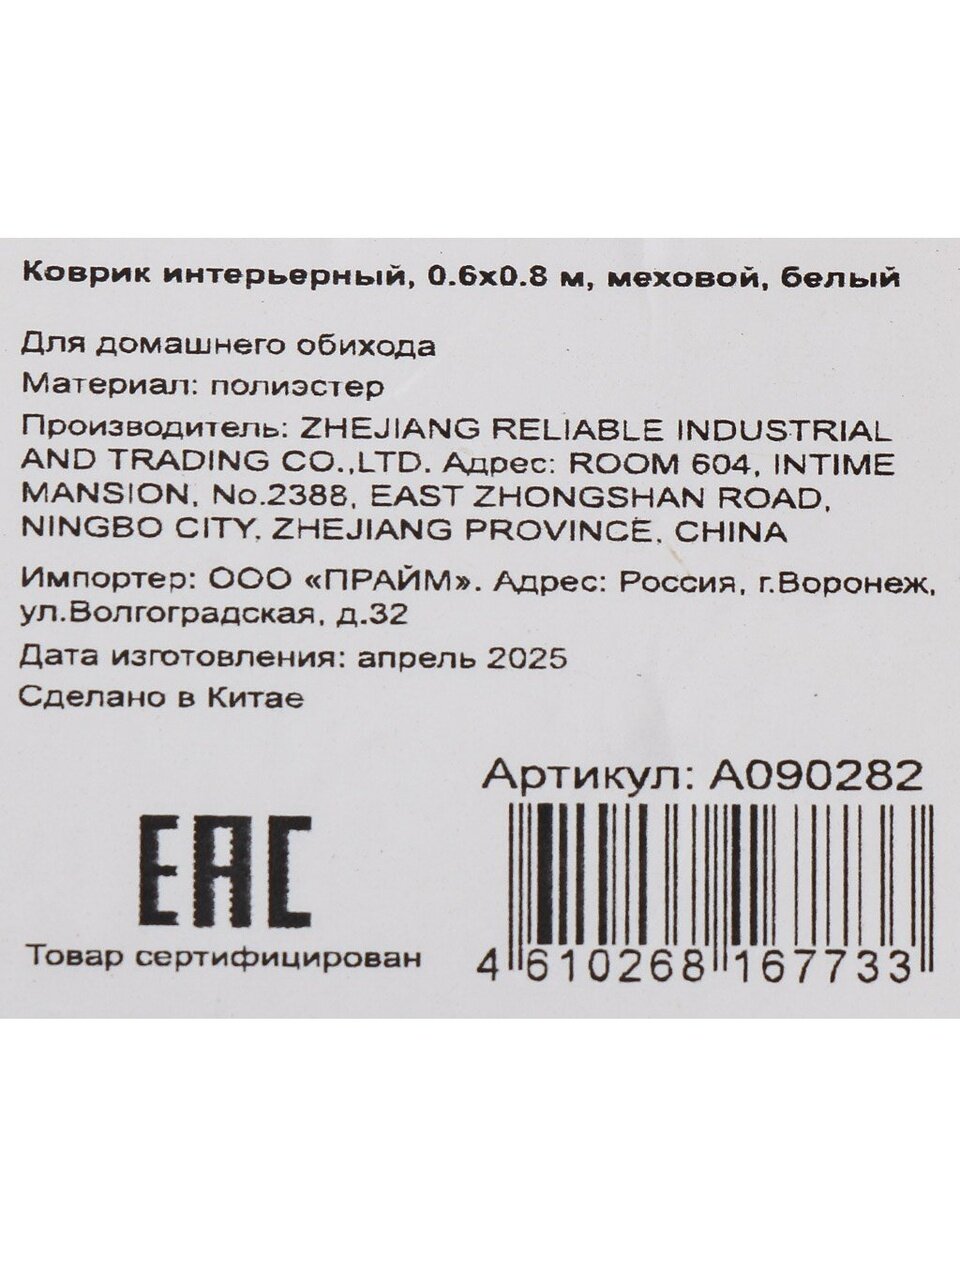 Коврик интерьерный, 0.6х0.8 м, меховой, белый
Для домашнего обихода
Материал: полиэстер
Производитель: ZHEJIANG RELIABLE INDUSTRIAL
AND TRADING CO.,LTD. Адрес: ROOM 604, INTIME
MANSION, No.2388, EAST ZHONGSHAN ROAD,
NINGBO CITY, ZHEJIANG PROVINCE, CHINA
Импортер: ООО «ПРАЙМ». Адрес: Россия, г.Воронеж,
ул.Волгоградская, д.32
Дата изготовления: апрель 2025
Сделано в Китае
Артикул: А090282
EAC
Товар сертифицирован
4 610268 167733